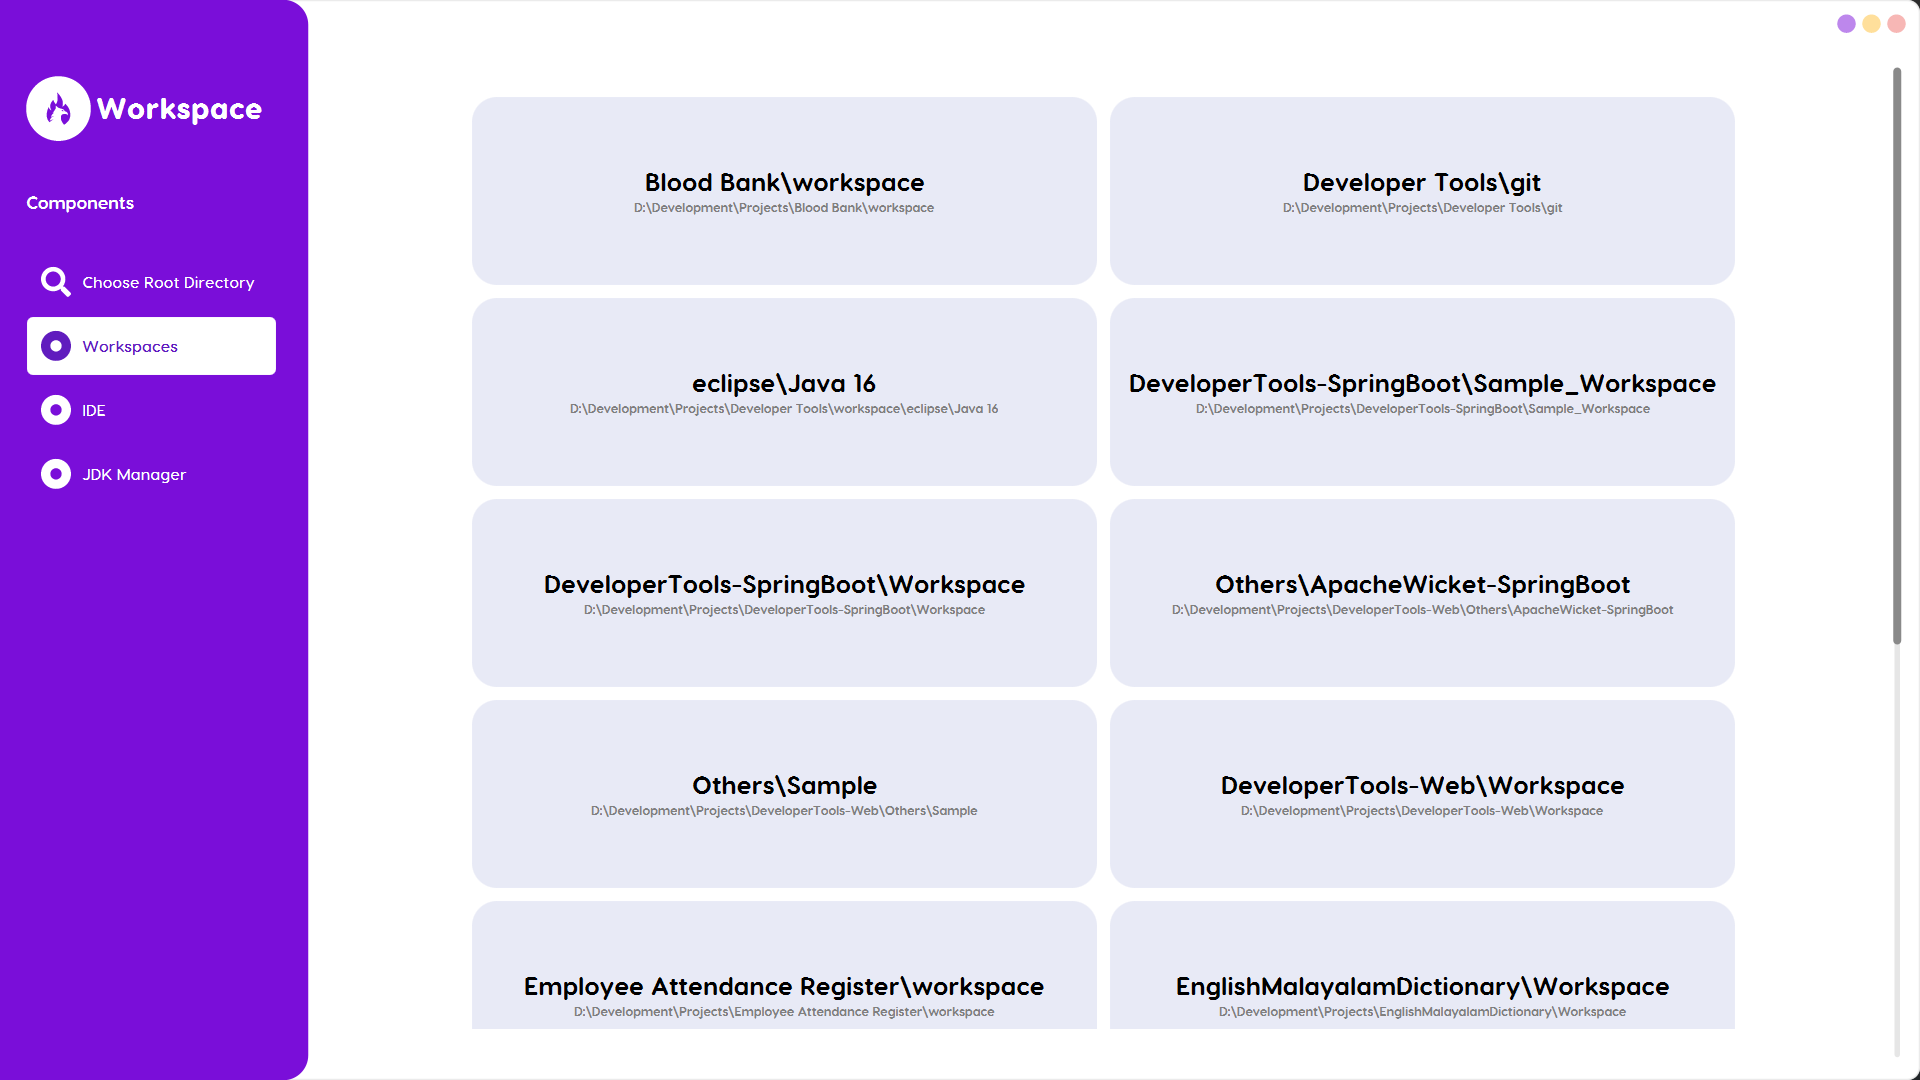 Workspace
Components
Choose Root Directory
Workspaces
IDE
JDK Manager
Blood Bank\workspace
D:\Development\Projects\Blood Bank\workspace
Developer Tools\git
D:\Development\Projects\Developer Tools\git
eclipse\Java 16
D:\Development\Projects\Developer Tools\workspace\eclipse\Java 16
DeveloperTools-SpringBoot\Sample_Workspace
D:\Development\Projects\DeveloperTools-SpringBoot\Sample_Workspace
DeveloperTools-SpringBoot\Workspace
D:\Development\Projects\DeveloperTools-SpringBoot\Workspace
Others\ApacheWicket-SpringBoot
D:\Development\Projects\DeveloperTools-Web\Others\ApacheWicket-SpringBoot
Others\Sample
D:\Development\Projects\DeveloperTools-Web\Others\Sample
DeveloperTools-Web\Workspace
D:\Development\Projects\DeveloperTools-Web\Workspace
Employee Attendance Register\workspace
D:\Development\Projects\Employee Attendance Register\workspace
EnglishMalayalamDictionary\Workspace
D:\Development\Projects\EnglishMalayalamDictionary\Workspace